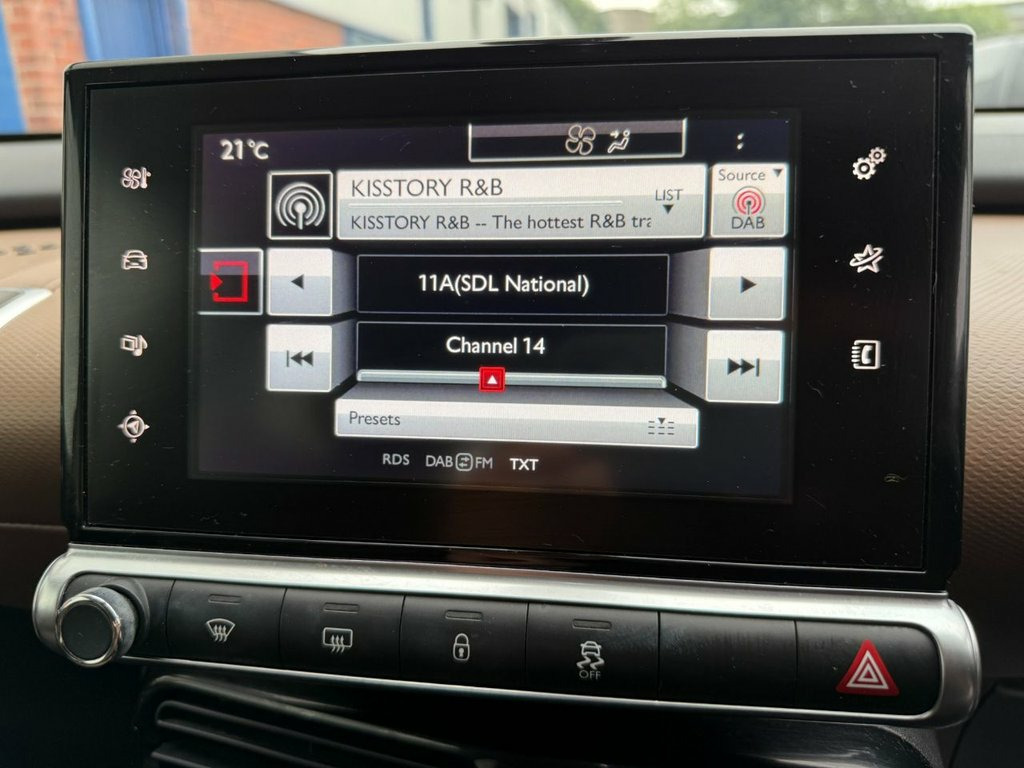 21°C
:
KISSTORY R&B
LIST
KISSTORY R&B -- The hottest R&B tra
Source
DAB
11A(SDL National)
Channel 14
Presets
RDS DAB FM TXT
OFF